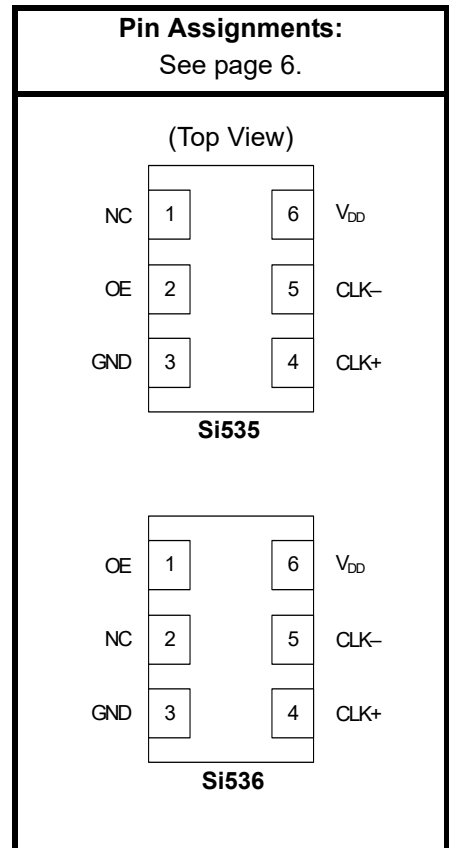 Pin Assignments:
See page 6.
(Top View)
NC 1 6 VDD
OE 2 5 CLK–
GND 3 4 CLK+
Si535
OE 1 6 VDD
NC 2 5 CLK–
GND 3 4 CLK+
Si536